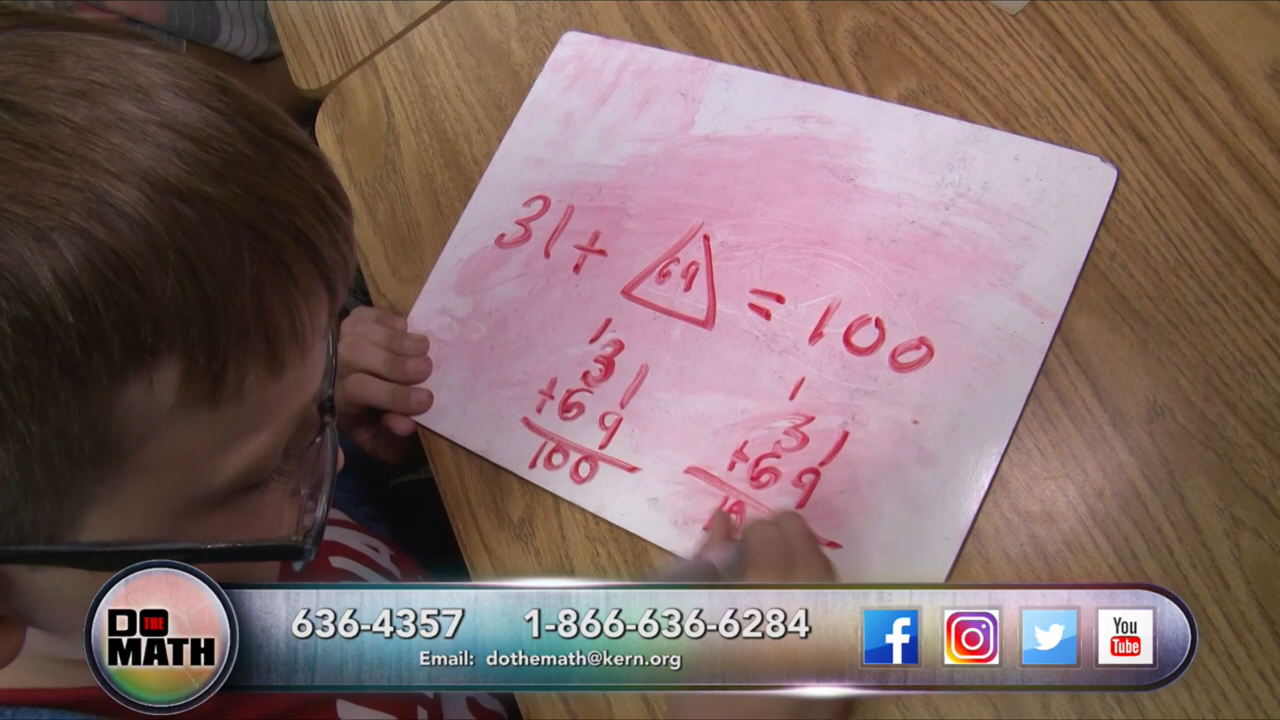 31 + 69 = 100
1
31
+69
100
1
31
+69
10
DO THE
MATH
636-4357 1-866-636-6284
Email: dothemath@kern.org
f
You
Tube